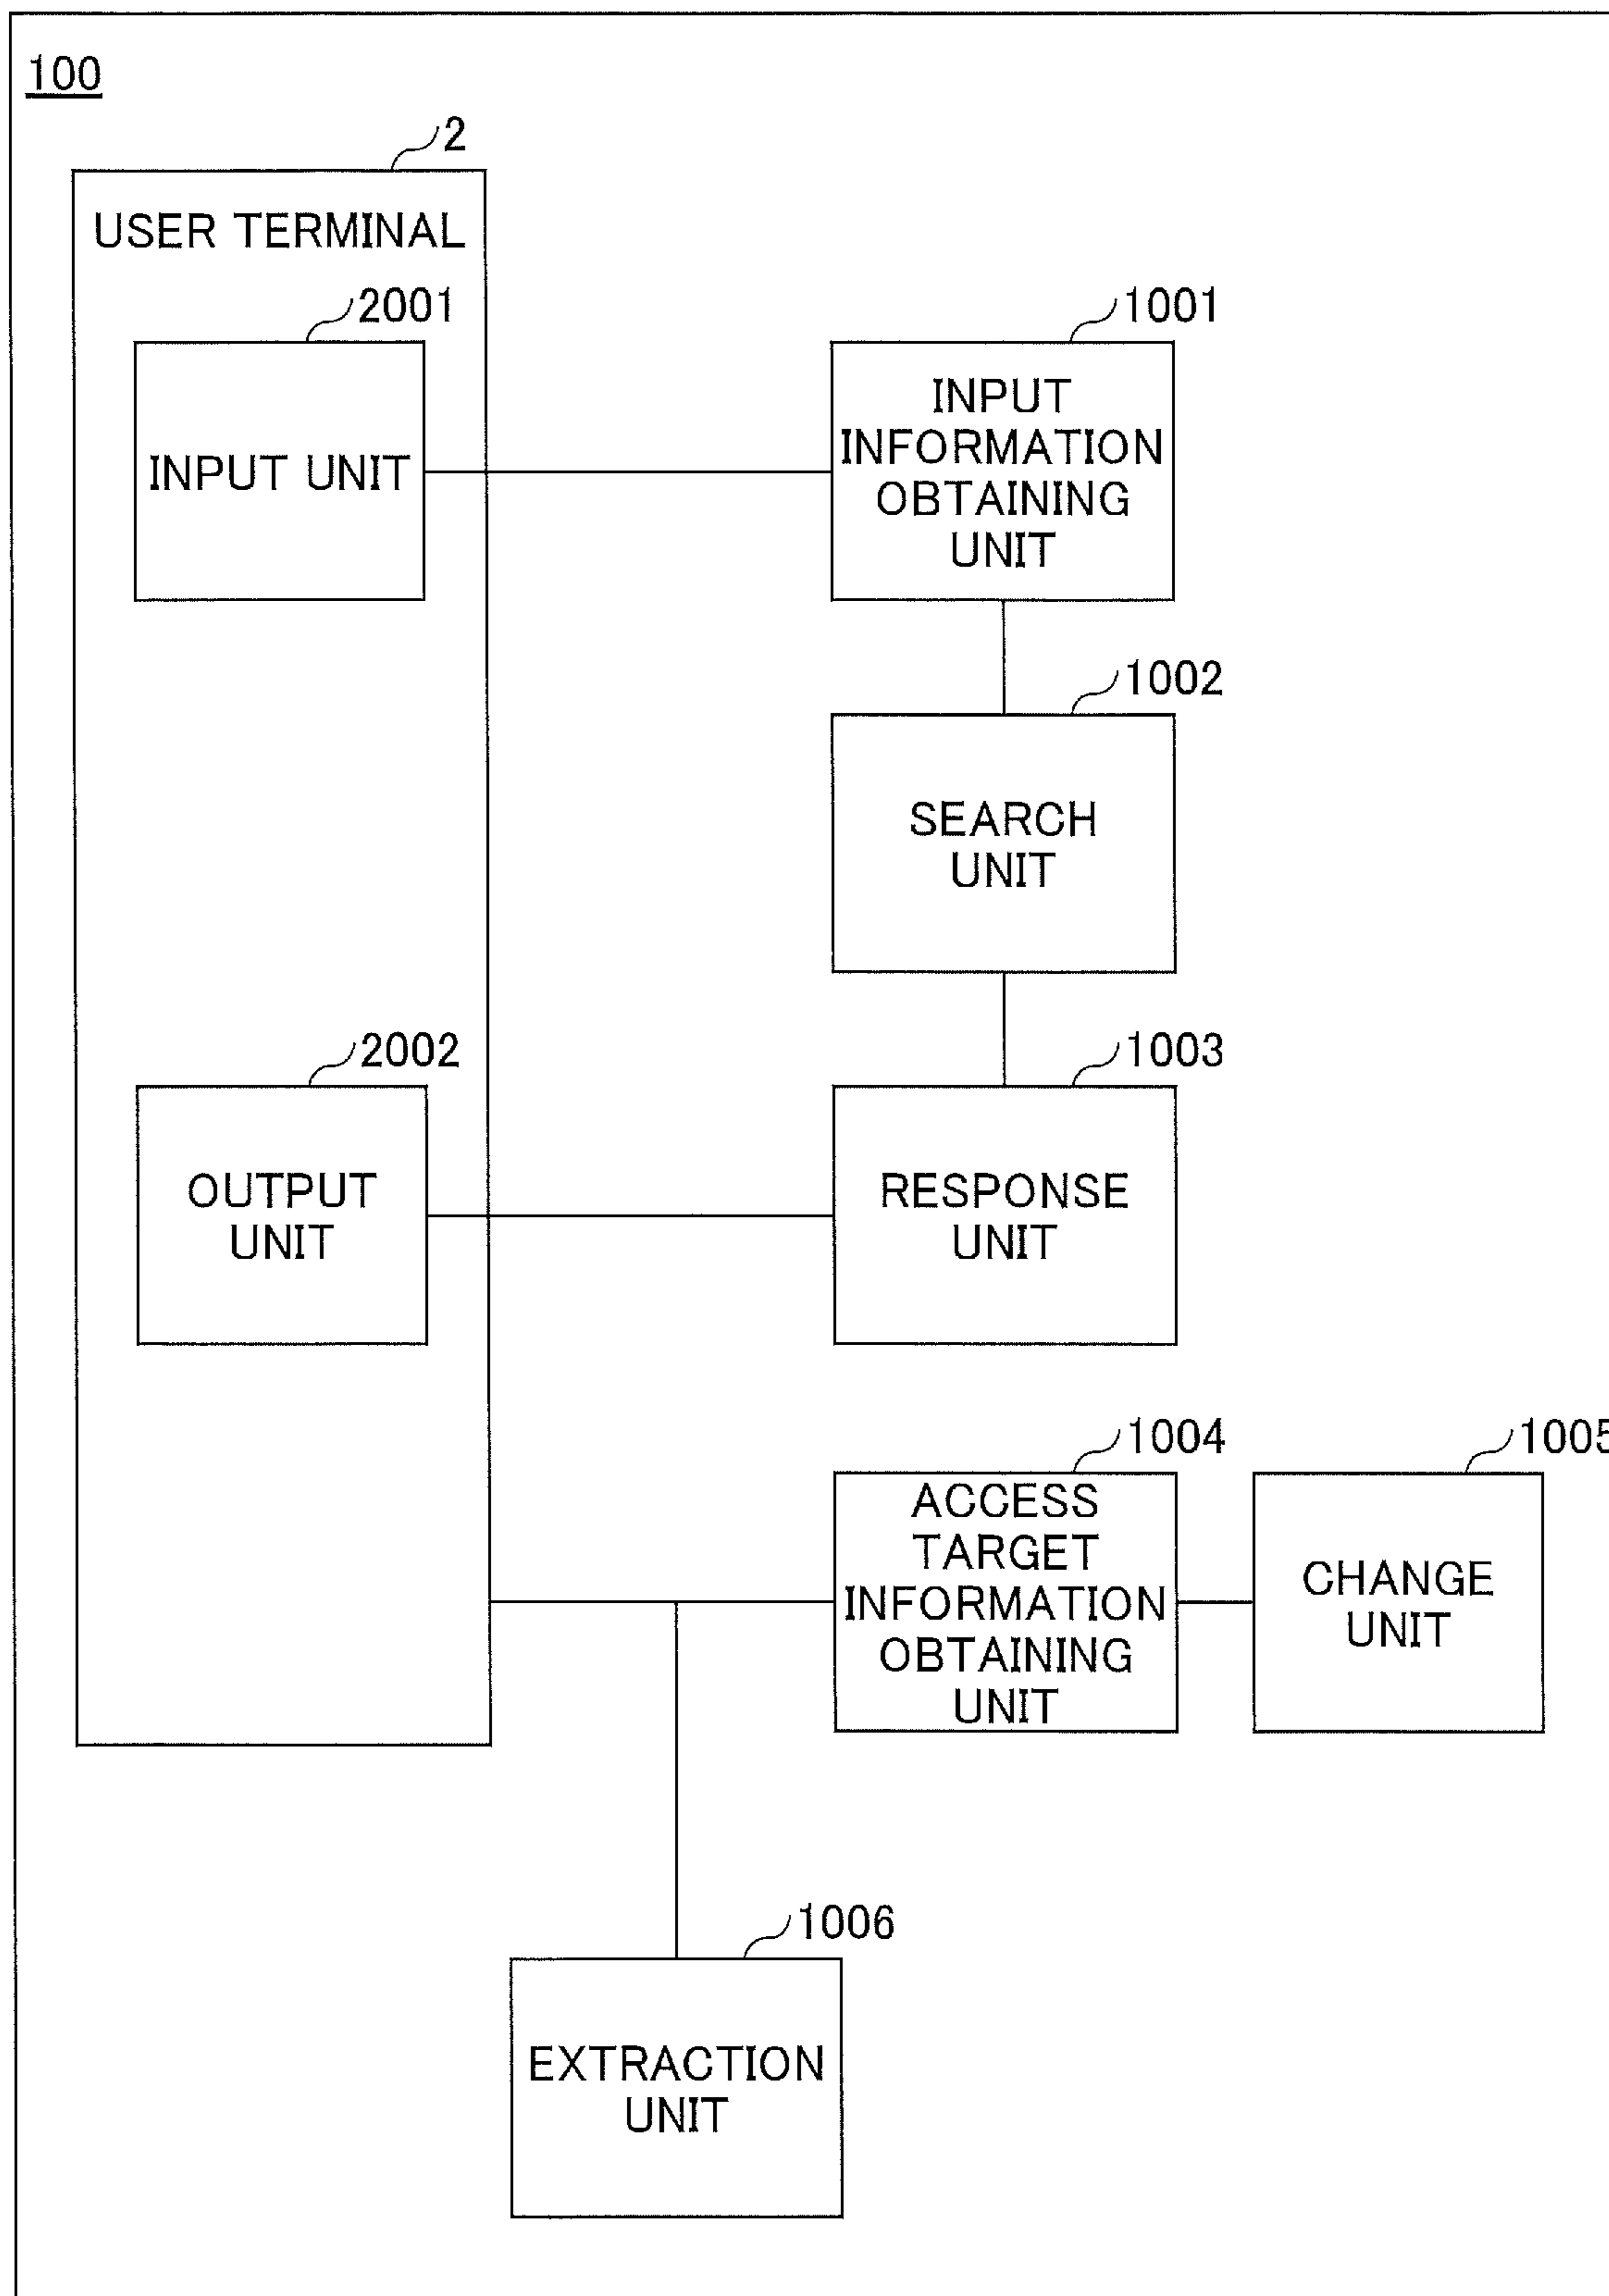 100
2
USER TERMINAL
2001
INPUT UNIT
1001
INPUT
INFORMATION
OBTAINING
UNIT
1002
SEARCH
UNIT
2002
OUTPUT
UNIT
1003
RESPONSE
UNIT
1004
ACCESS
TARGET
INFORMATION
OBTAINING
UNIT
1005
CHANGE
UNIT
1006
EXTRACTION
UNIT